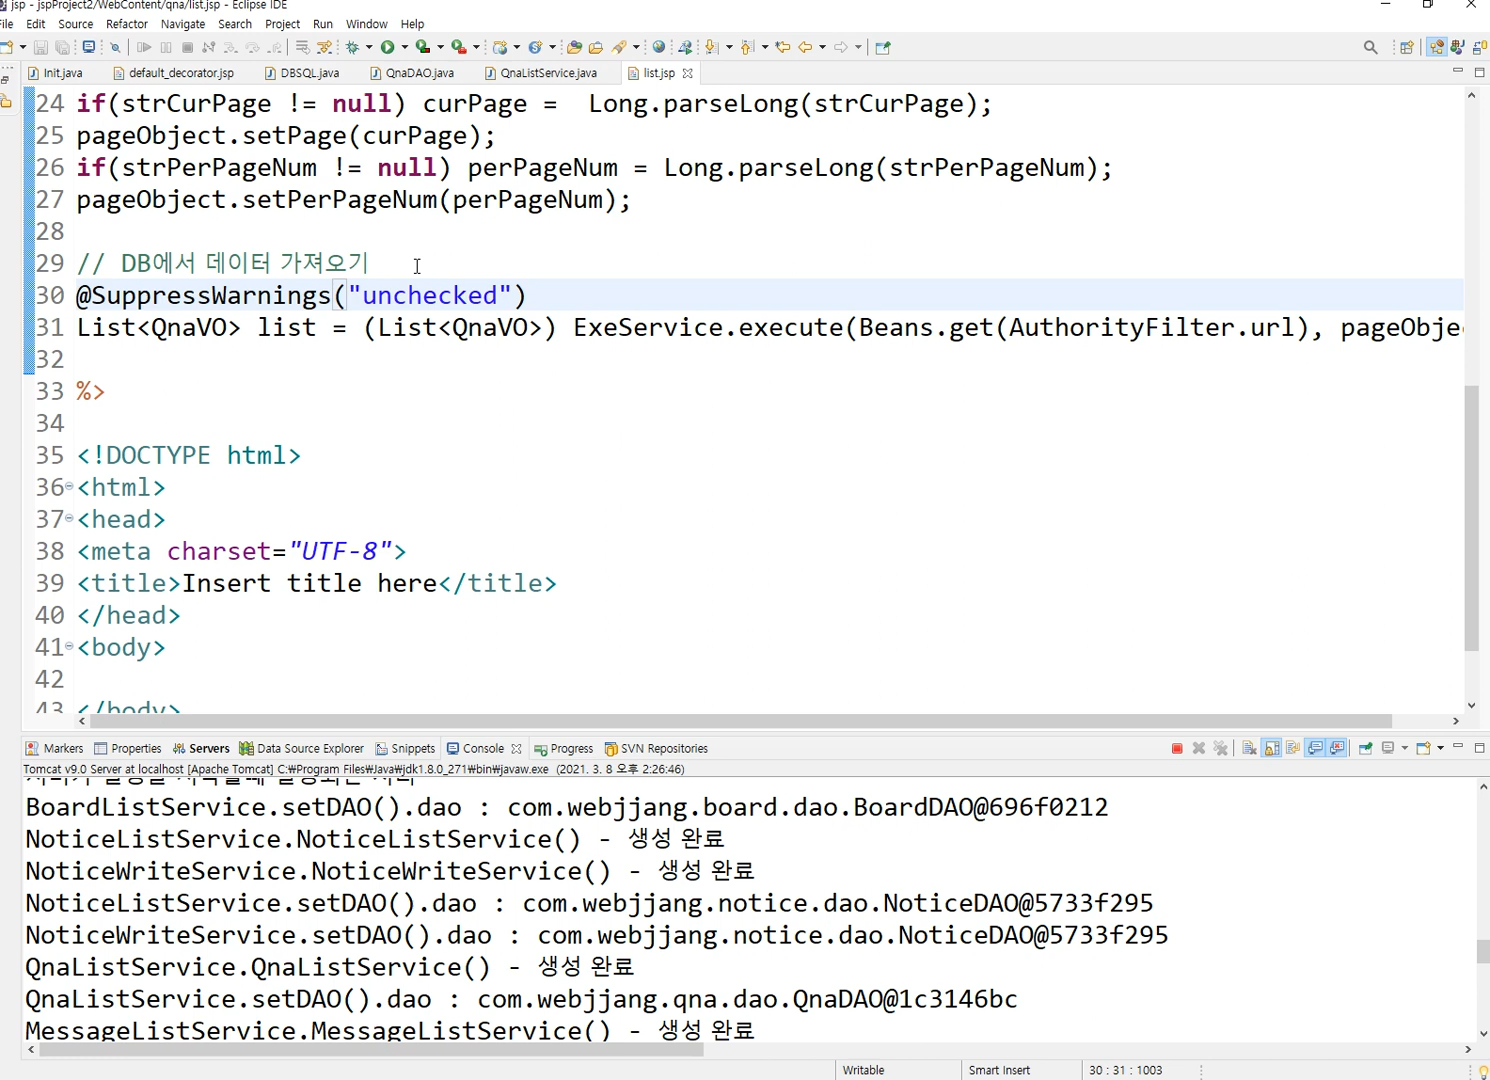 jsp - jspProject2/WebContent/qna/list.jsp - Eclipse IDE
File Edit Source Refactor Navigate Search Project Run Window Help
Init.java default_decorator.jsp DBSQL.java QnaDAO.java QnaListService.java list.jsp
24 if(strCurPage != null) curPage =  Long.parseLong(strCurPage);
25 pageObject.setPage(curPage);
26 if(strPerPageNum != null) perPageNum = Long.parseLong(strPerPageNum);
27 pageObject.setPerPageNum(perPageNum);
28
29 // DB에서 데이터 가져오기
30 @SuppressWarnings("unchecked")
31 List<QnaVO> list = (List<QnaVO>) ExeService.execute(Beans.get(AuthorityFilter.url), pageObje
32
33 %>
34
35 <!DOCTYPE html>
36 <html>
37 <head>
38 <meta charset="UTF-8">
39 <title>Insert title here</title>
40 </head>
41 <body>
42
43 </body>
Markers Properties Servers Data Source Explorer Snippets Console Progress SVN Repositories
Tomcat v9.0 Server at localhost [Apache Tomcat] C:₩Program Files₩Java₩jdk1.8.0_271₩bin₩javaw.exe (2021. 3. 8 오후 2:26:46)
BoardListService.setDAO().dao : com.webjjang.board.dao.BoardDAO@696f0212
NoticeListService.NoticeListService() - 생성 완료
NoticeWriteService.NoticeWriteService() - 생성 완료
NoticeListService.setDAO().dao : com.webjjang.notice.dao.NoticeDAO@5733f295
NoticeWriteService.setDAO().dao : com.webjjang.notice.dao.NoticeDAO@5733f295
QnaListService.QnaListService() - 생성 완료
QnaListService.setDAO().dao : com.webjjang.qna.dao.QnaDAO@1c3146bc
MessageListService.MessageListService() - 생성 완료
Writable Smart Insert 30 : 31 : 1003